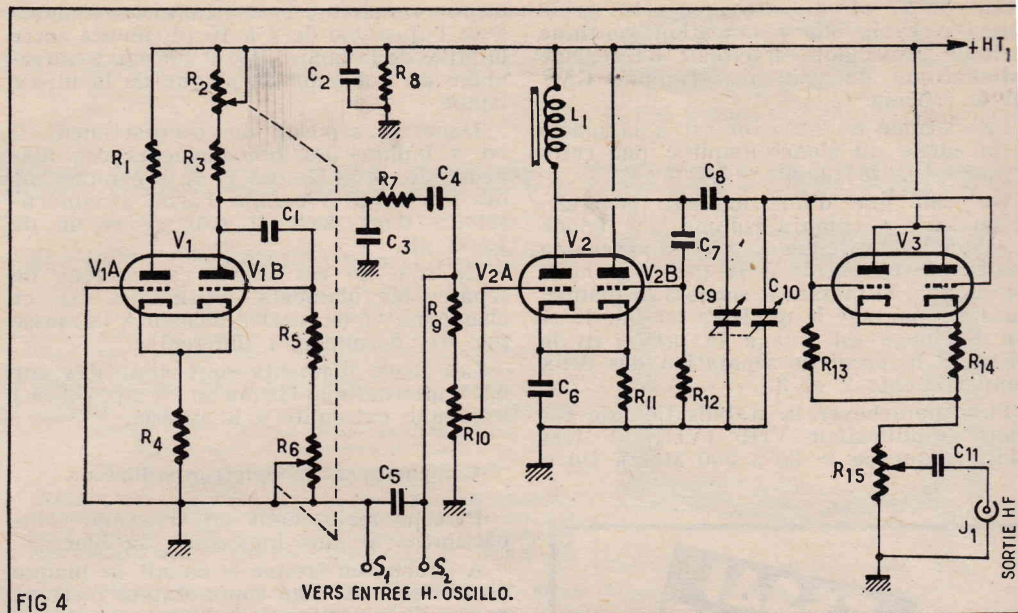 +HT1
R2
C2
R8
R1
R3
L1
R7
C4
C8
C1
C3
V1
V1A
V1B
V2
V2A
V2B
C7
V3
R9
C9
C10
R5
C6
R11
R12
R13
R14
R4
R6
R10
C5
R15
C11
J1
S1
S2
VERS ENTREE H. OSCILLO.
SORTIE HF
FIG 4